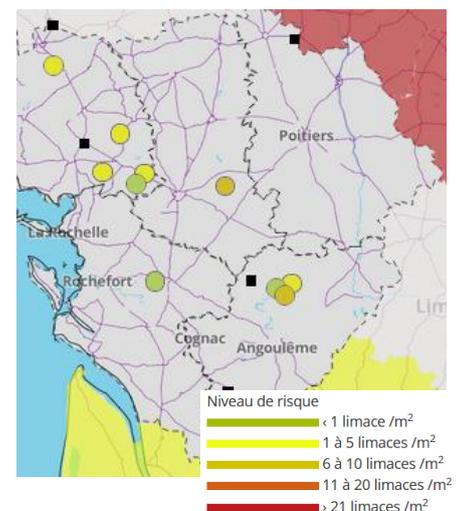 Poitiers
La Rochelle
Rochefort
Lim
Cognac
Angoulême
Niveau de risque
‹ 1 limace /m²
1 à 5 limaces /m²
6 à 10 limaces /m²
11 à 20 limaces /m²
› 21 limaces /m²